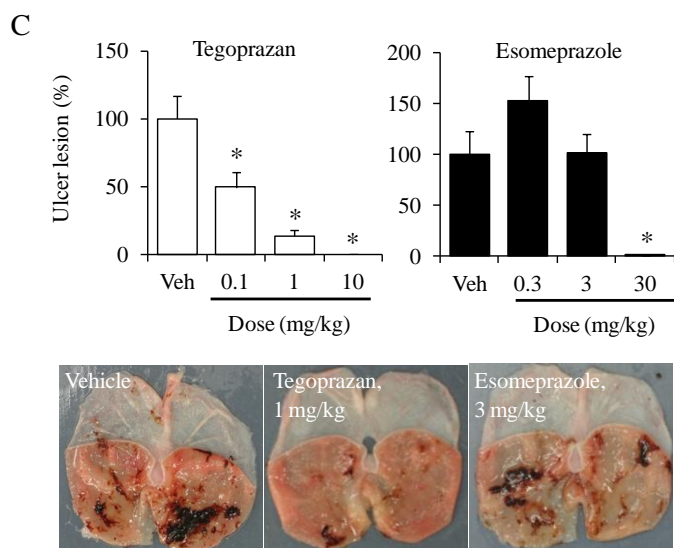 C
Tegoprazan
Ulcer lesion (%)
150
100
50
0
*
*
*
Veh 0.1 1 10
Dose (mg/kg)
Esomeprazole
200
150
100
50
0
*
Veh 0.3 3 30
Dose (mg/kg)
Vehicle
Tegoprazan,
1 mg/kg
Esomeprazole,
3 mg/kg